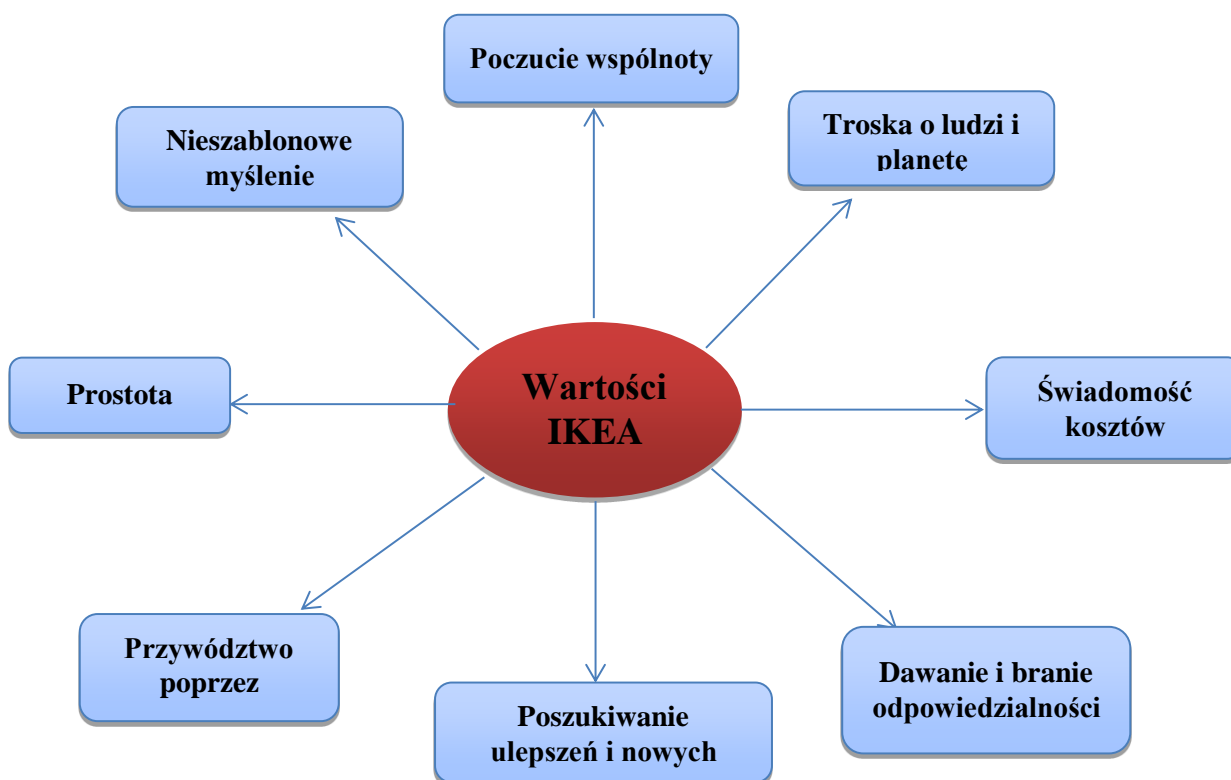 Poczucie wspólnoty
Troska o ludzi i
planetę
Nieszablonowe
myślenie
Prostota
Wartości
IKEA
Świadomość
kosztów
Przywództwo
poprzez
Poszukiwanie
ulepszeń i nowych
Dawanie i branie
odpowiedzialności